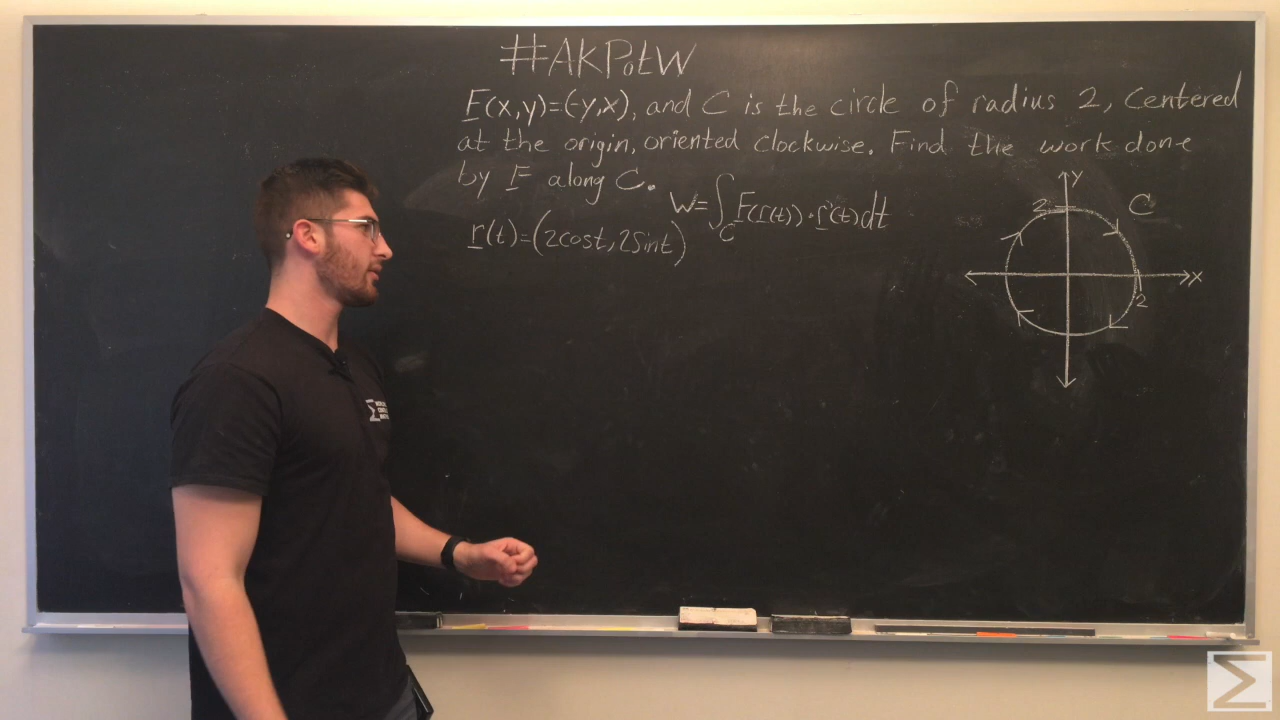 #AKPotW
F(x,y)=(-y,x), and C is the circle of radius 2, Centered
at the origin, oriented clockwise. Find the work done
by F along C.
W=∫_C F(r(t))·r'(t)dt
r(t)=(2cost, 2sint)
y
2
C
x
2
Σ